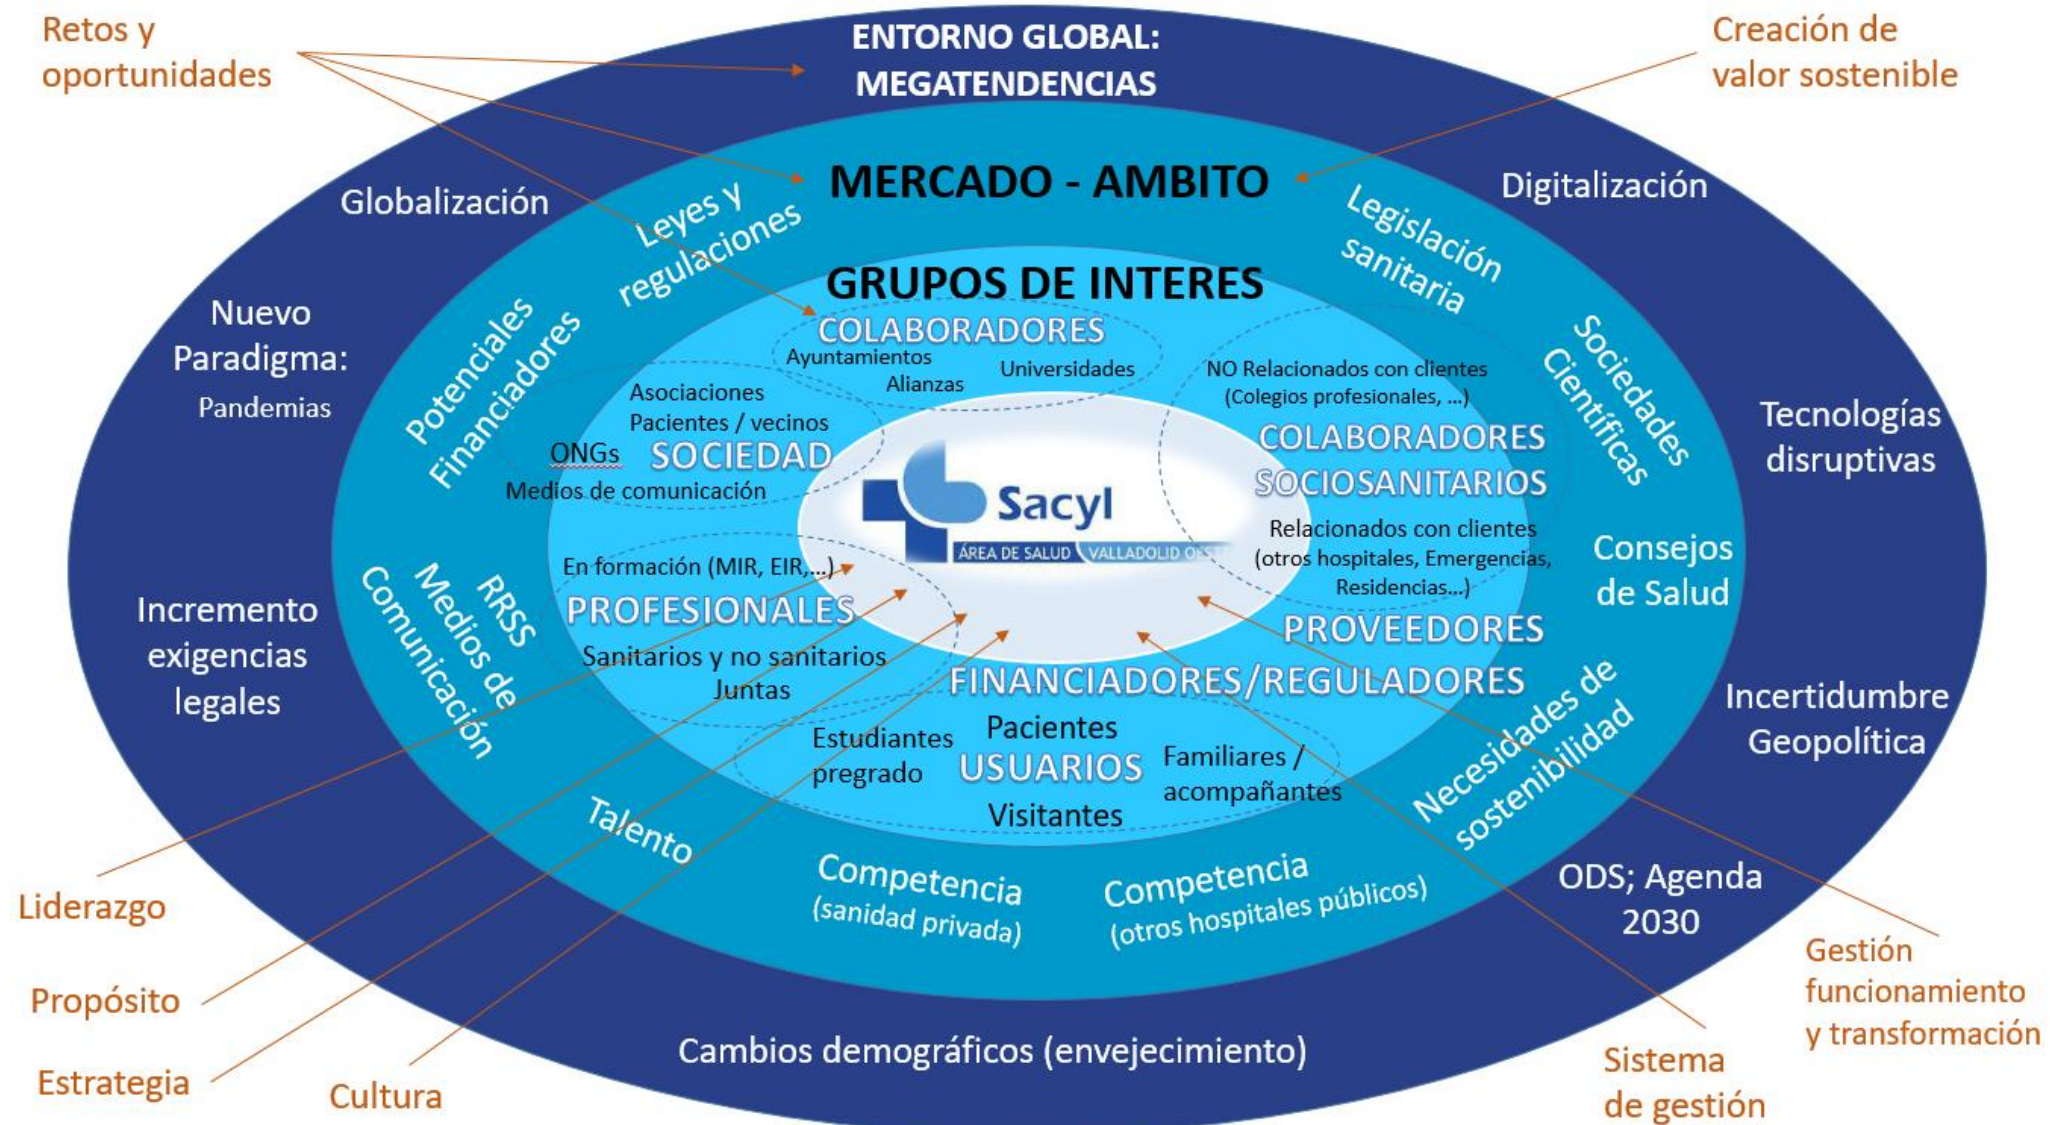 Retos y
oportunidades
ENTORNO GLOBAL:
MEGATENDENCIAS
Creación de
valor sostenible
Globalización
Digitalización
Nuevo
Paradigma:
Pandemias
Tecnologías
disruptivas
Incremento
exigencias
legales
Incertidumbre
Geopolítica
ODS; Agenda
2030
Cambios demográficos (envejecimiento)
MERCADO - AMBITO
Leyes y
regulaciones
Legislación
sanitaria
Potenciales
Financiadores
Sociedades
Científicas
Consejos
de Salud
RRSS
Medios de
Comunicación
Necesidades de
sostenibilidad
Talento
Competencia
(sanidad privada)
Competencia
(otros hospitales públicos)
GRUPOS DE INTERES
COLABORADORES
Ayuntamientos
Alianzas
Universidades
Asociaciones
Pacientes / vecinos
ONGs
SOCIEDAD
Medios de comunicación
NO Relacionados con clientes
(Colegios profesionales, ...)
COLABORADORES
SOCIOSANITARIOS
Relacionados con clientes
(otros hospitales, Emergencias,
Residencias...)
Sacyl
ÁREA DE SALUD VALLADOLID OESTE
En formación (MIR, EIR,...)
PROFESIONALES
Sanitarios y no sanitarios
Juntas
PROVEEDORES
FINANCIADORES/REGULADORES
Estudiantes
pregrado
Pacientes
USUARIOS
Visitantes
Familiares /
acompañantes
Liderazgo
Propósito
Estrategia
Cultura
Sistema
de gestión
Gestión
funcionamiento
y transformación